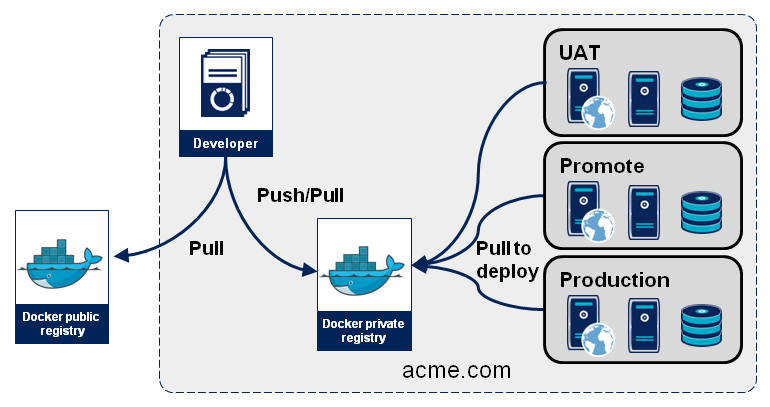 UAT
Developer
Promote
Push/Pull
Pull
Pull to
deploy
Production
Docker public
registry
Docker private
registry
acme.com